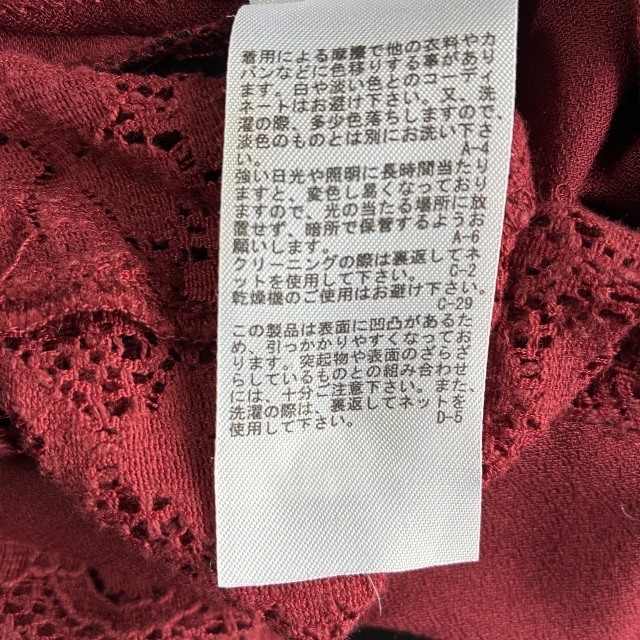 着用による摩擦で他の衣料やカ
バンなどに色移りする事があり
ます。白や淡い色とのコーディ
ネートはお避け下さい。又、洗
濯の際、多少色落ちしますので、
淡色のものとは別にお洗い下さ
い。 A-4
強い日光や照明に長時間当たり
ますと、変色し易くなっており
ますので、光の当たる場所に放
置せず、暗所で保管するようお
願いします。 A-6
クリーニングの際は裏返してネ
ットを使用して下さい。 C-2
乾燥機のご使用はお避け下さい。
C-29
この製品は表面に凹凸があるた
め、引っかかりやすくなってお
ります。突起物や表面のざらざ
らしているものとの組み合わせ
には、十分ご注意下さい。また、
洗濯の際は、裏返してネットを
使用して下さい。 D-5